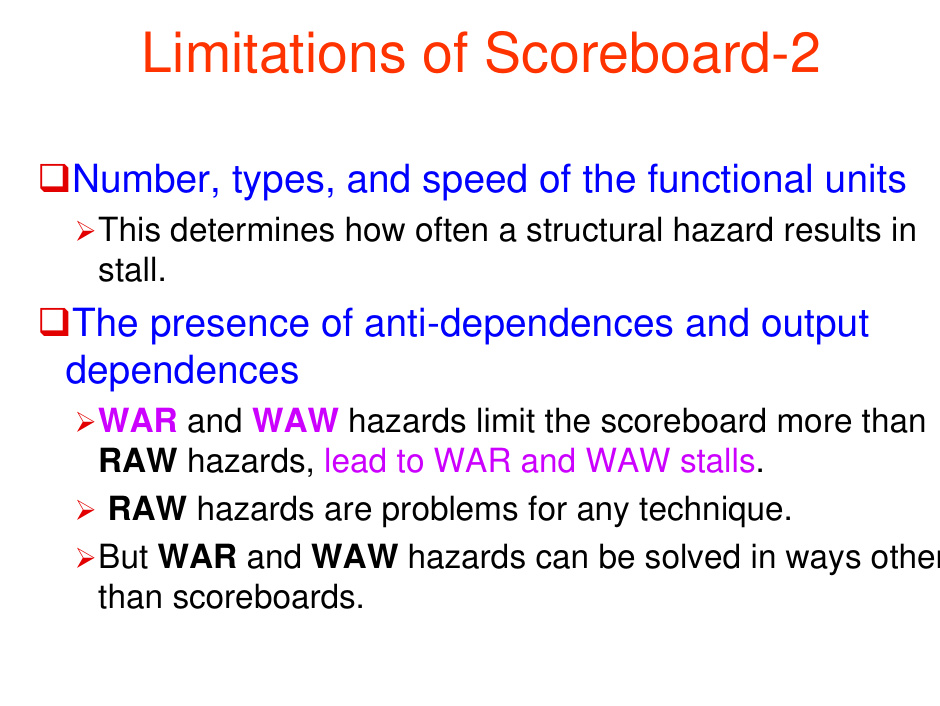 Limitations of Scoreboard-2
❑Number, types, and speed of the functional units
➢This determines how often a structural hazard results in
stall.
❑The presence of anti-dependences and output
dependences
➢WAR and WAW hazards limit the scoreboard more than
RAW hazards, lead to WAR and WAW stalls.
➢ RAW hazards are problems for any technique.
➢But WAR and WAW hazards can be solved in ways other
than scoreboards.